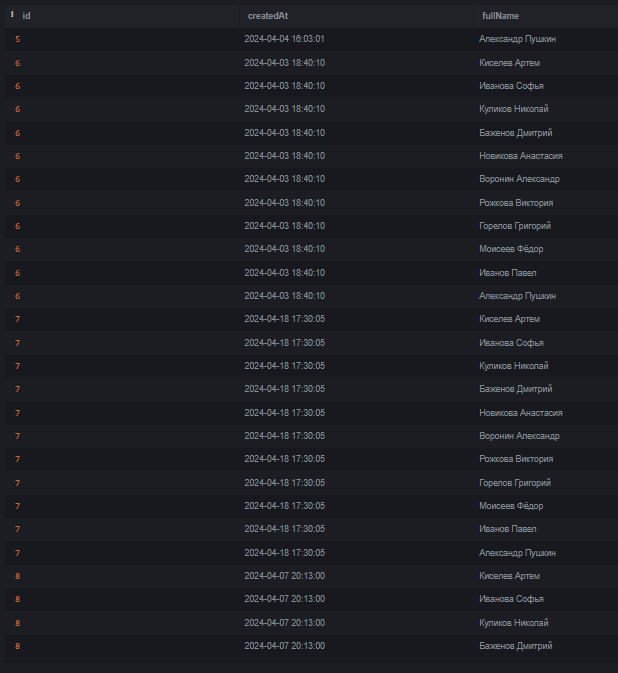 ! id createdAt fullName
5 2024-04-04 16:03:01 Александр Пушкин
6 2024-04-03 18:40:10 Киселев Артем
6 2024-04-03 18:40:10 Иванова Софья
6 2024-04-03 18:40:10 Куликов Николай
6 2024-04-03 18:40:10 Баженов Дмитрий
6 2024-04-03 18:40:10 Новикова Анастасия
6 2024-04-03 18:40:10 Воронин Александр
6 2024-04-03 18:40:10 Рожкова Виктория
6 2024-04-03 18:40:10 Горелов Григорий
6 2024-04-03 18:40:10 Моисеев Фёдор
6 2024-04-03 18:40:10 Иванов Павел
6 2024-04-03 18:40:10 Александр Пушкин
7 2024-04-18 17:30:05 Киселев Артем
7 2024-04-18 17:30:05 Иванова Софья
7 2024-04-18 17:30:05 Куликов Николай
7 2024-04-18 17:30:05 Баженов Дмитрий
7 2024-04-18 17:30:05 Новикова Анастасия
7 2024-04-18 17:30:05 Воронин Александр
7 2024-04-18 17:30:05 Рожкова Виктория
7 2024-04-18 17:30:05 Горелов Григорий
7 2024-04-18 17:30:05 Моисеев Фёдор
7 2024-04-18 17:30:05 Иванов Павел
7 2024-04-18 17:30:05 Александр Пушкин
8 2024-04-07 20:13:00 Киселев Артем
8 2024-04-07 20:13:00 Иванова Софья
8 2024-04-07 20:13:00 Куликов Николай
8 2024-04-07 20:13:00 Баженов Дмитрий